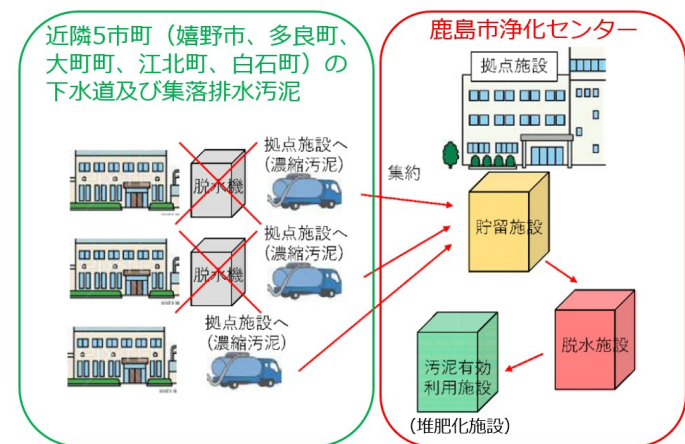 近隣5市町（嬉野市、多良町、
大町町、江北町、白石町）の
下水道及び集落排水汚泥
鹿島市浄化センター
拠点施設
拠点施設へ
(濃縮汚泥)
脱水機
集約
貯留施設
拠点施設へ
(濃縮汚泥)
脱水機
拠点施設へ
(濃縮汚泥)
脱水施設
汚泥有効
利用施設
(堆肥化施設)